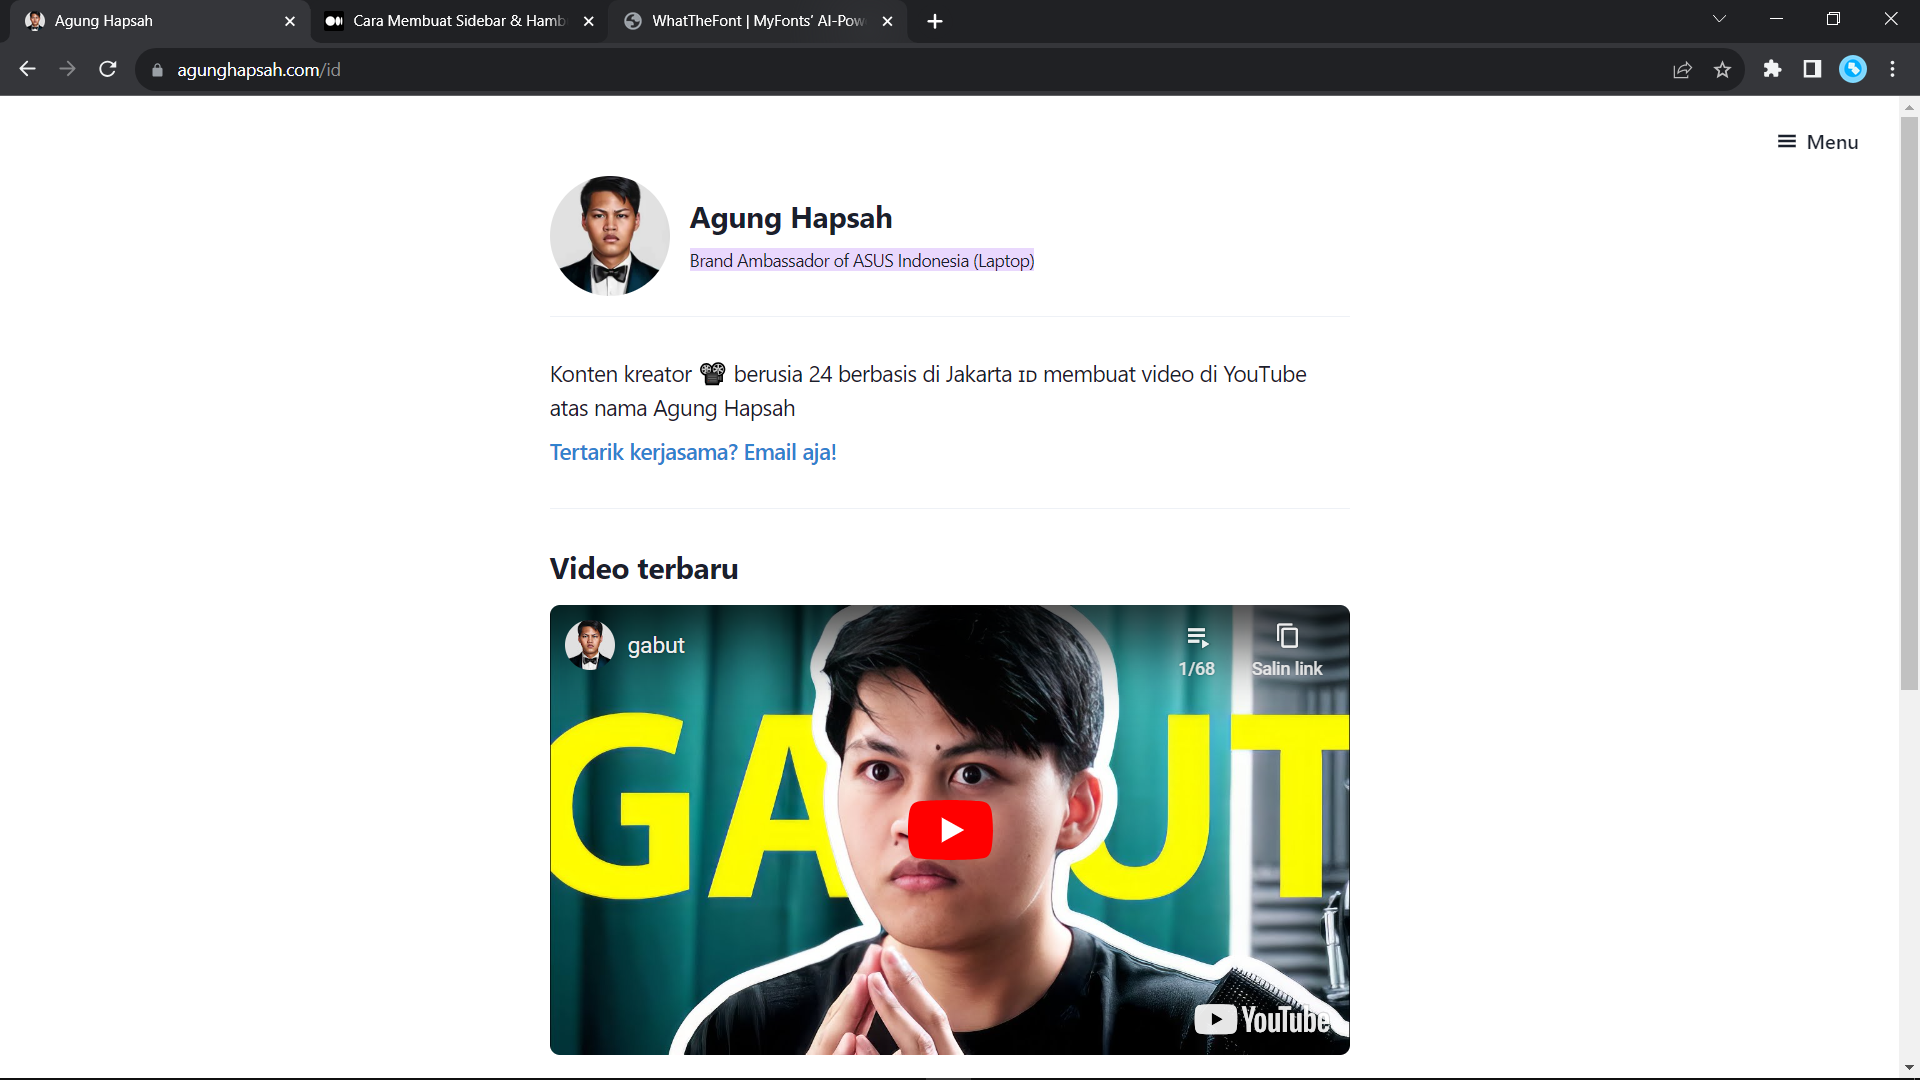 Agung Hapsah
Cara Membuat Sidebar & Hamb
WhatTheFont | MyFonts’ AI-Pow
agunghapsah.com/id
Menu
Agung Hapsah
Brand Ambassador of ASUS Indonesia (Laptop)
Konten kreator 📽 berusia 24 berbasis di Jakarta ID membuat video di YouTube
atas nama Agung Hapsah
Tertarik kerjasama? Email aja!
Video terbaru
gabut
1/68
Salin link
GA UT
YouTube